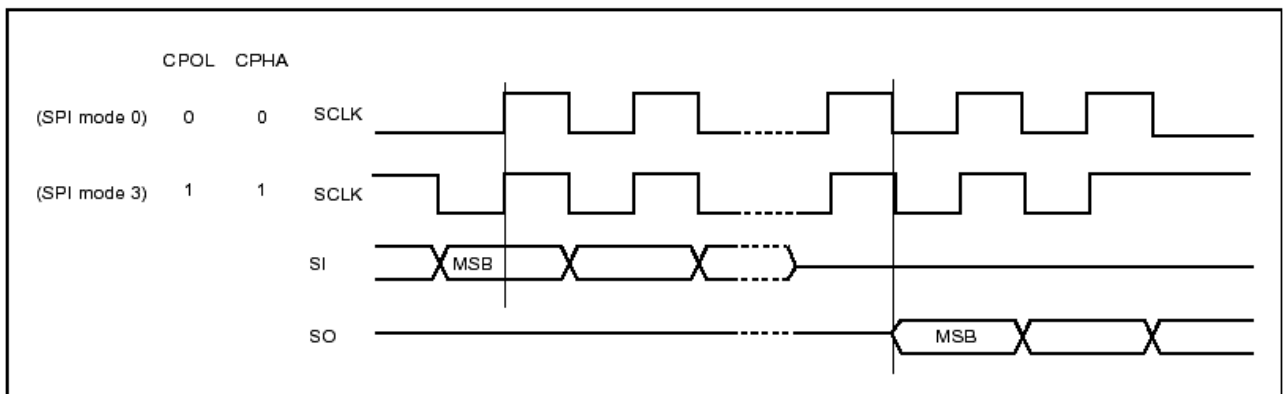 CPOL CPHA
(SPI mode 0) 0 0 SCLK
(SPI mode 3) 1 1 SCLK
SI MSB
SO MSB